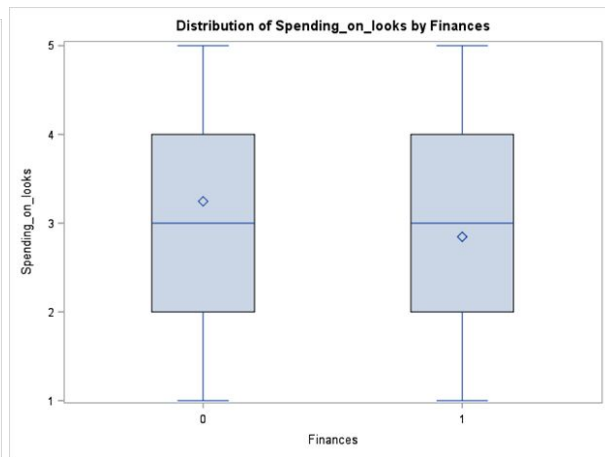 Distribution of Spending_on_looks by Finances
5
4
3
2
1
Spending_on_looks
0 1
Finances